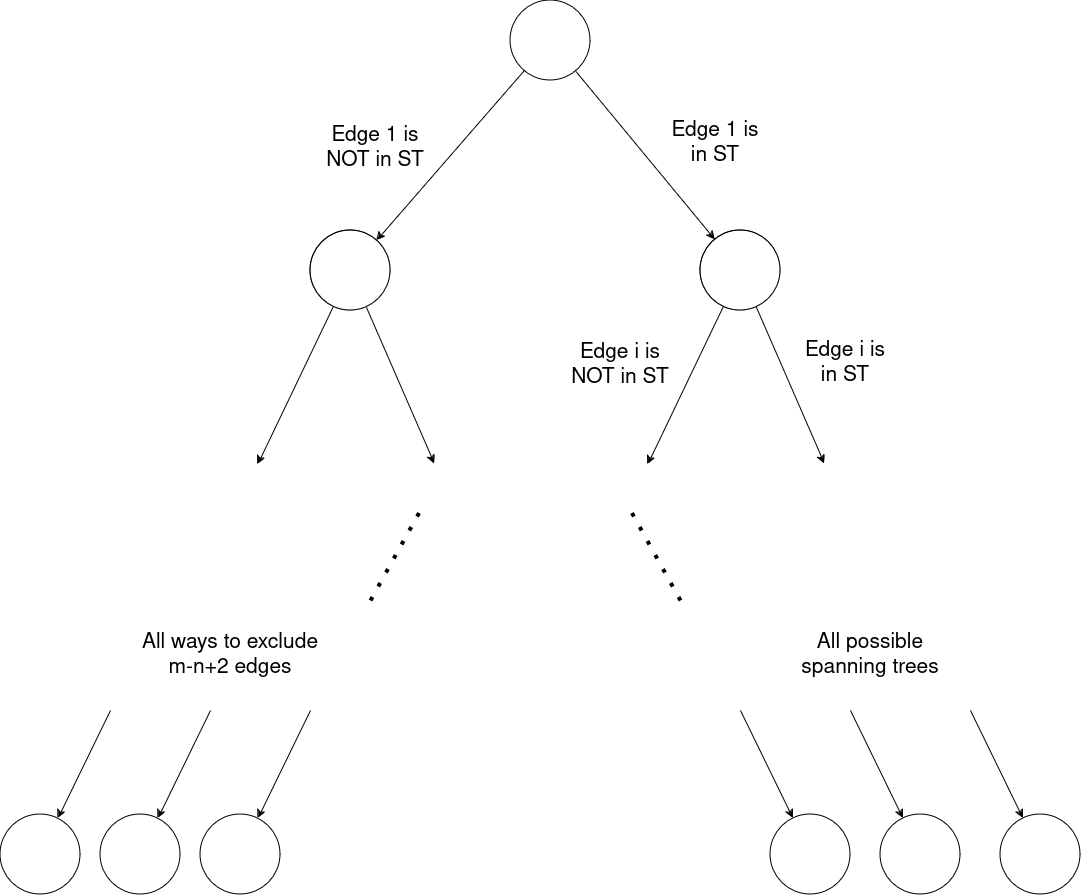 Edge 1 is
NOT in ST
Edge 1 is
in ST
Edge i is
NOT in ST
Edge i is
in ST
All ways to exclude
m-n+2 edges
All possible
spanning trees